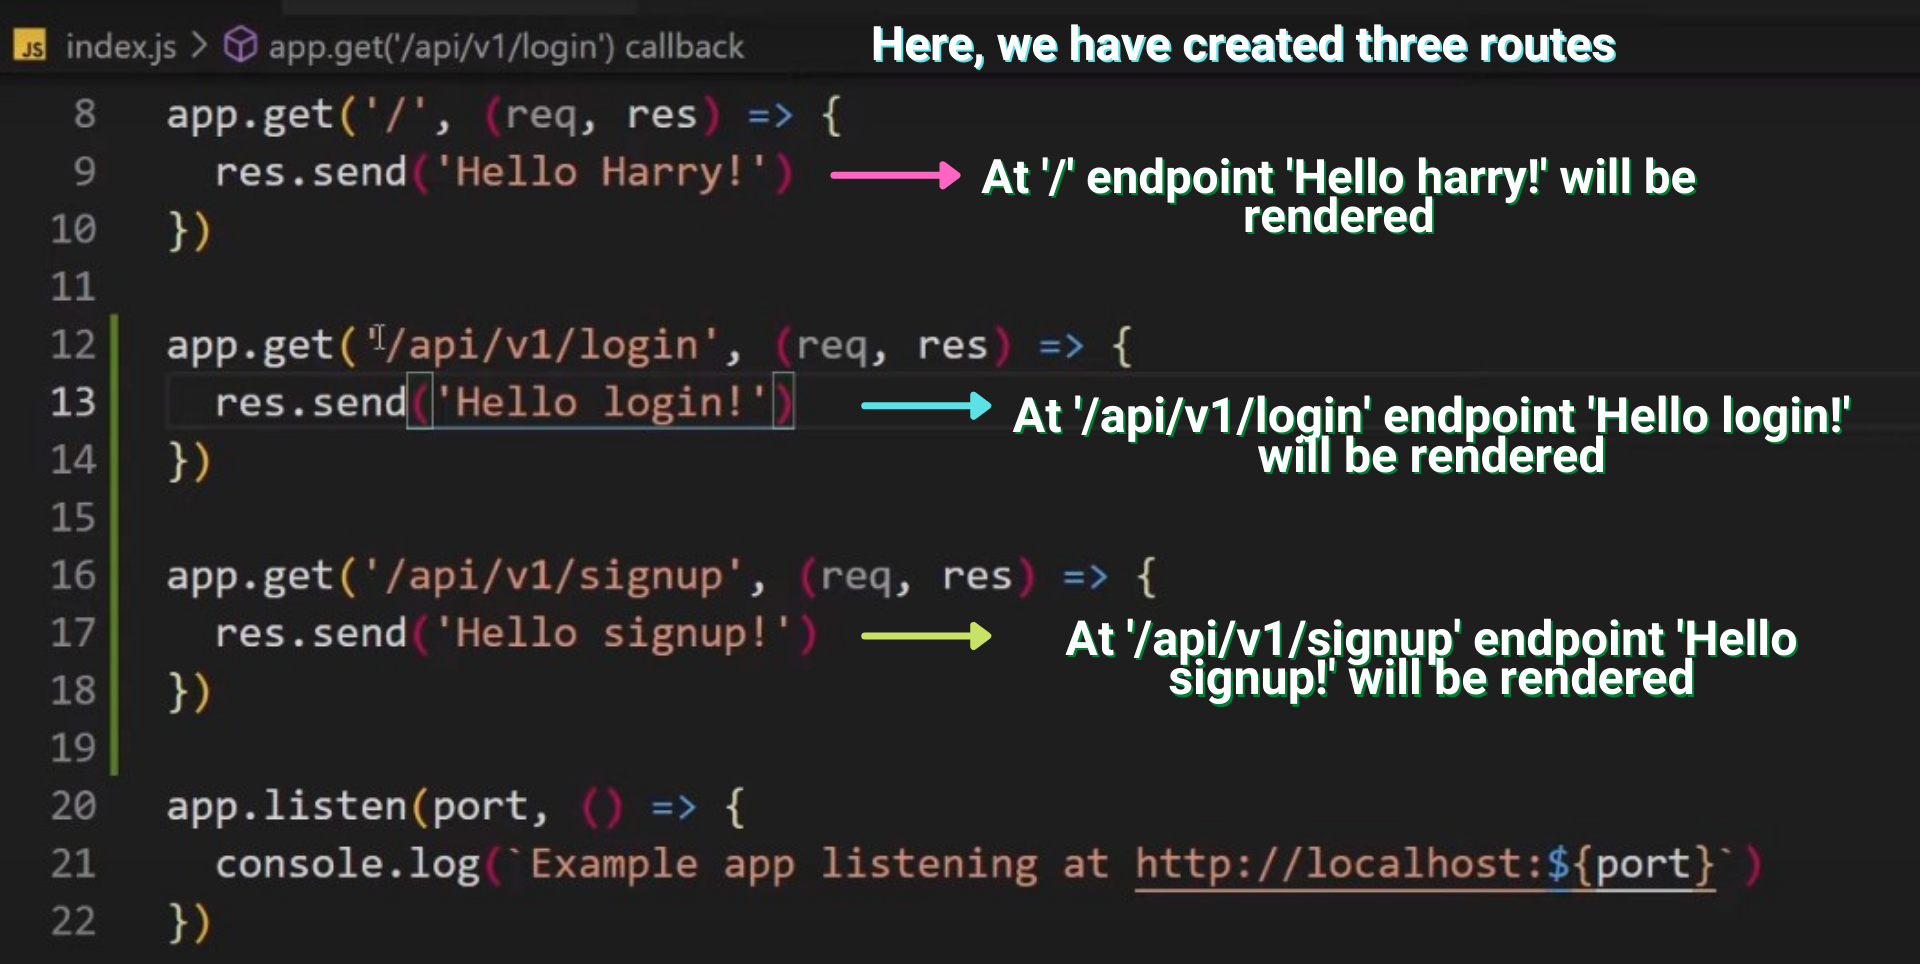 JS index.js > app.get('/api/v1/login') callback
Here, we have created three routes
8 app.get('/', (req, res) => {
9 res.send('Hello Harry!')
At '/' endpoint 'Hello harry!' will be
rendered
10 })
11
12 app.get('/api/v1/login', (req, res) => {
13 res.send('Hello login!')
At '/api/v1/login' endpoint 'Hello login!'
will be rendered
14 })
15
16 app.get('/api/v1/signup', (req, res) => {
17 res.send('Hello signup!')
At '/api/v1/signup' endpoint 'Hello
signup!' will be rendered
18 })
19
20 app.listen(port, () => {
21 console.log(`Example app listening at http://localhost:${port}`)
22 })